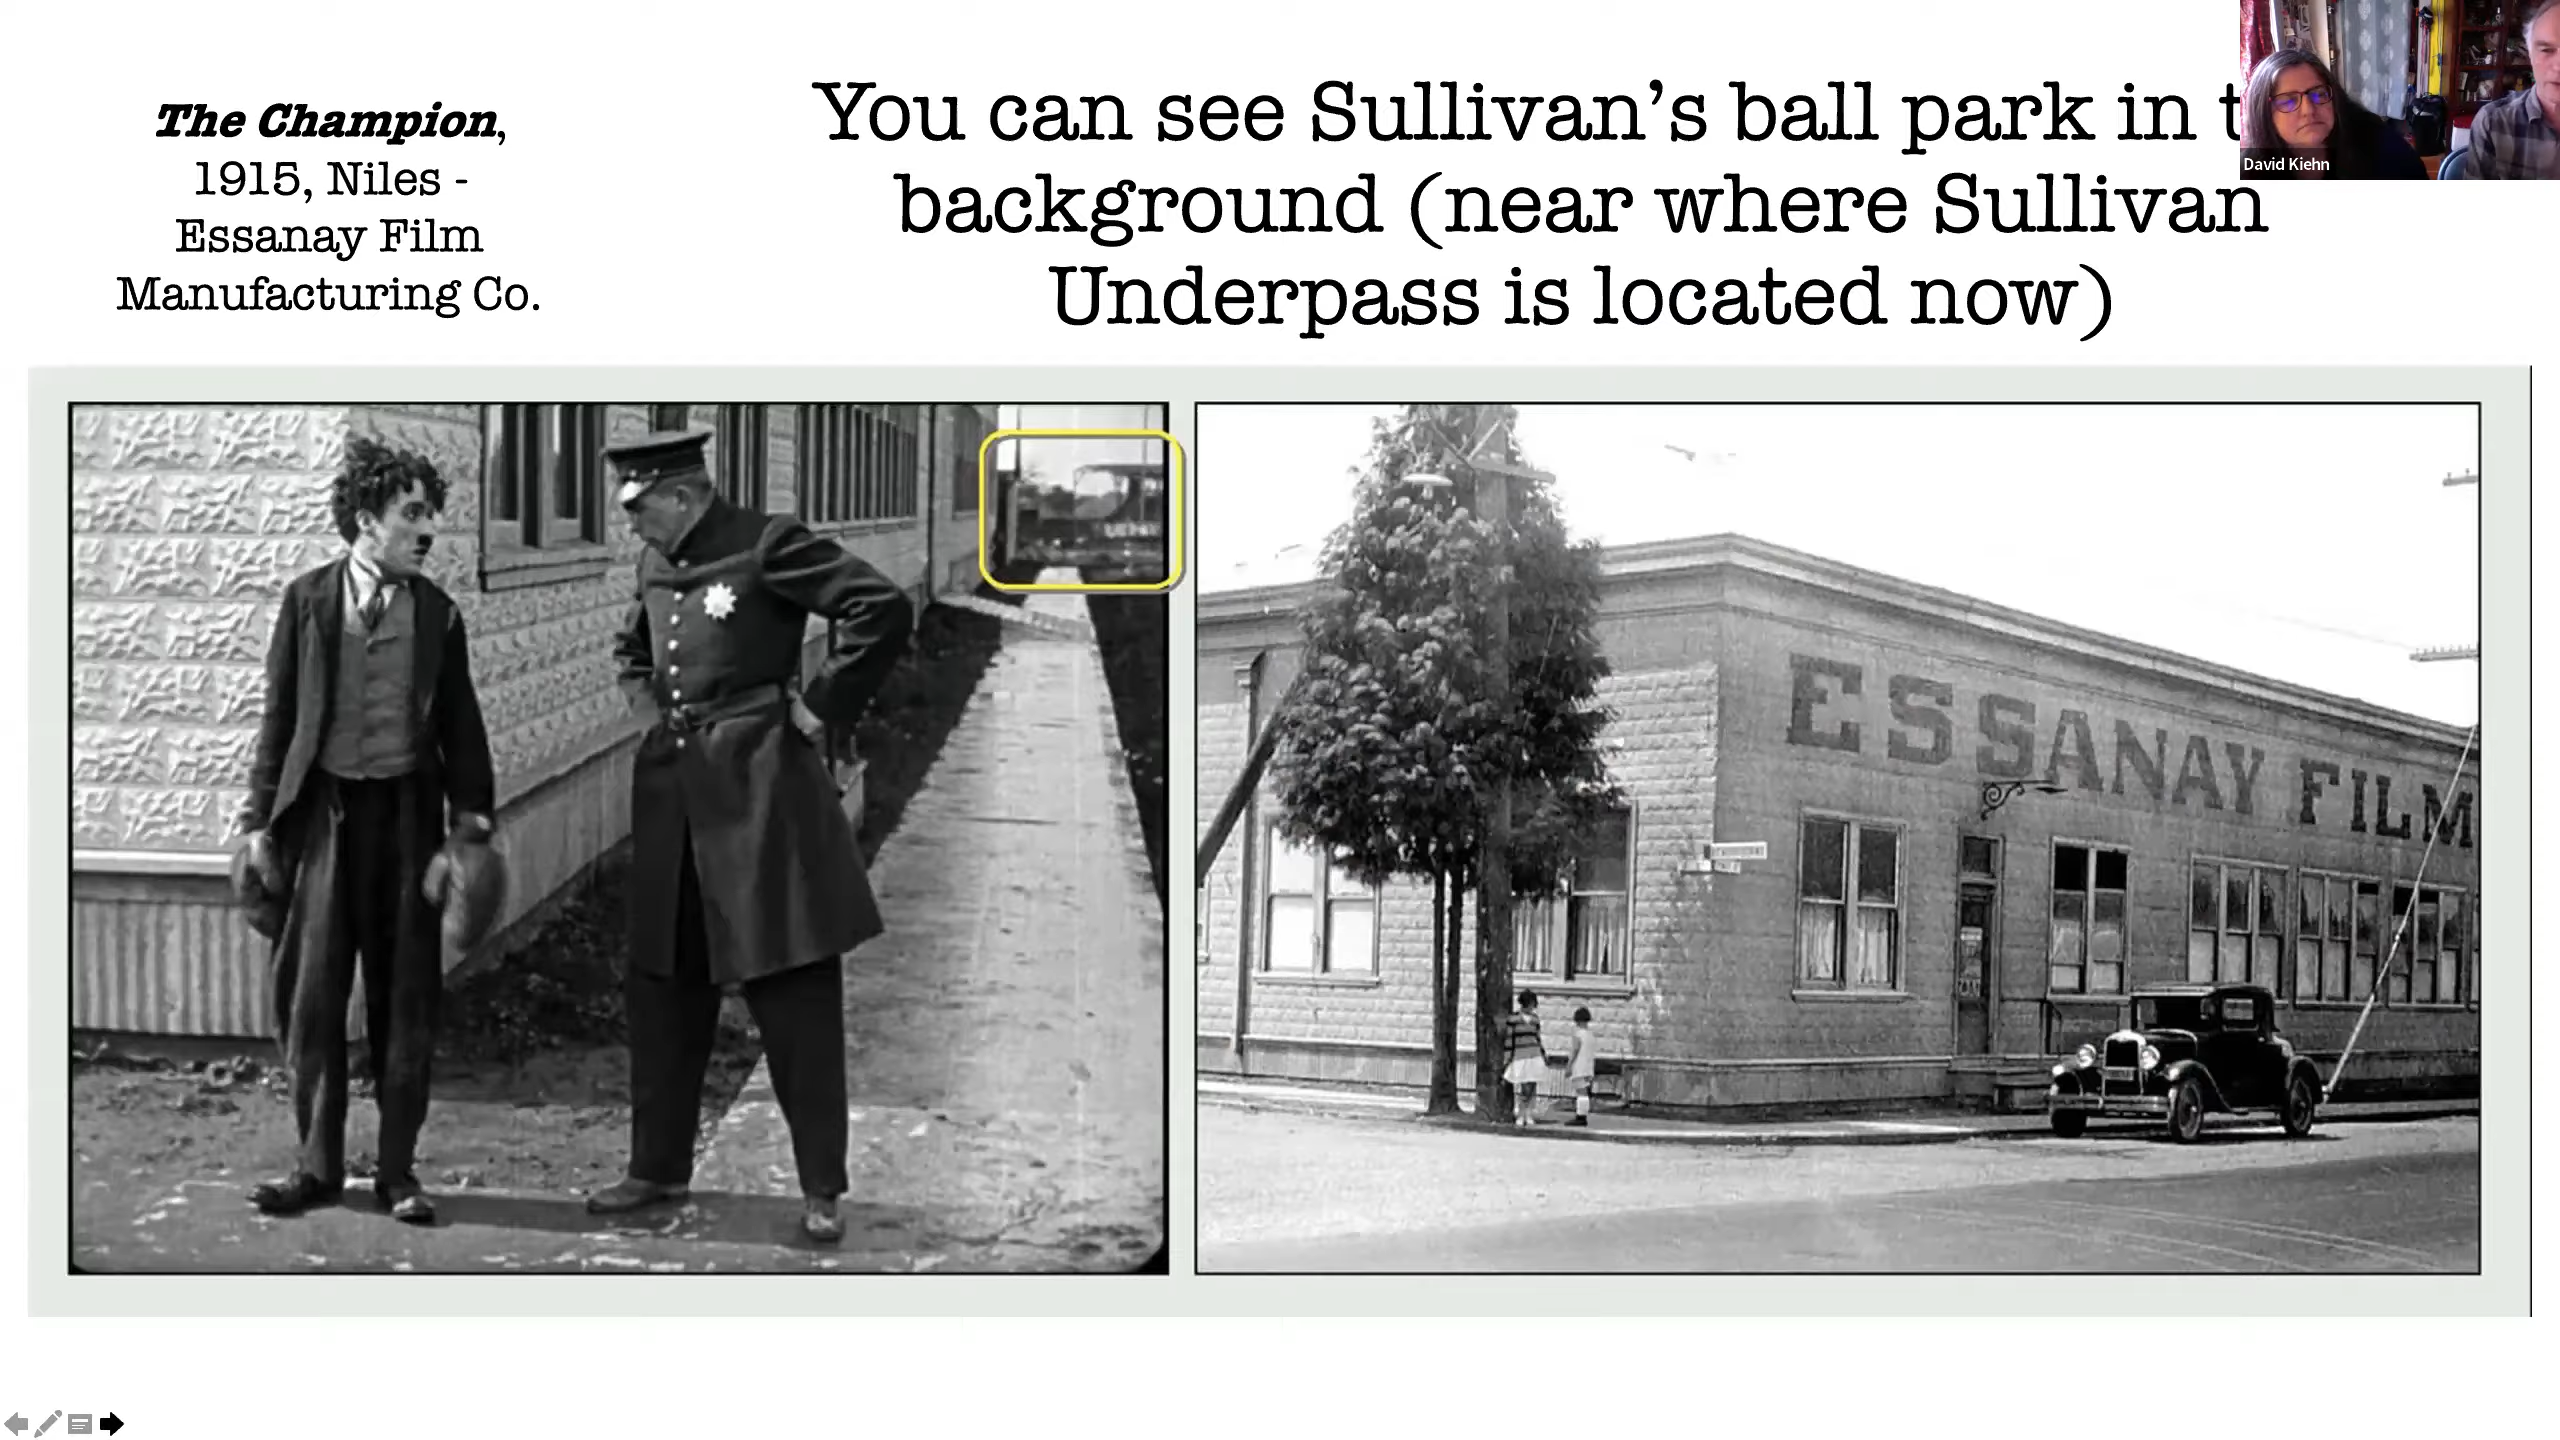 The Champion,
1915, Niles -
Essanay Film
Manufacturing Co.
You can see Sullivan’s ball park in t
background (near where Sullivan
Underpass is located now)
David Kiehn
ESSANAY FILM